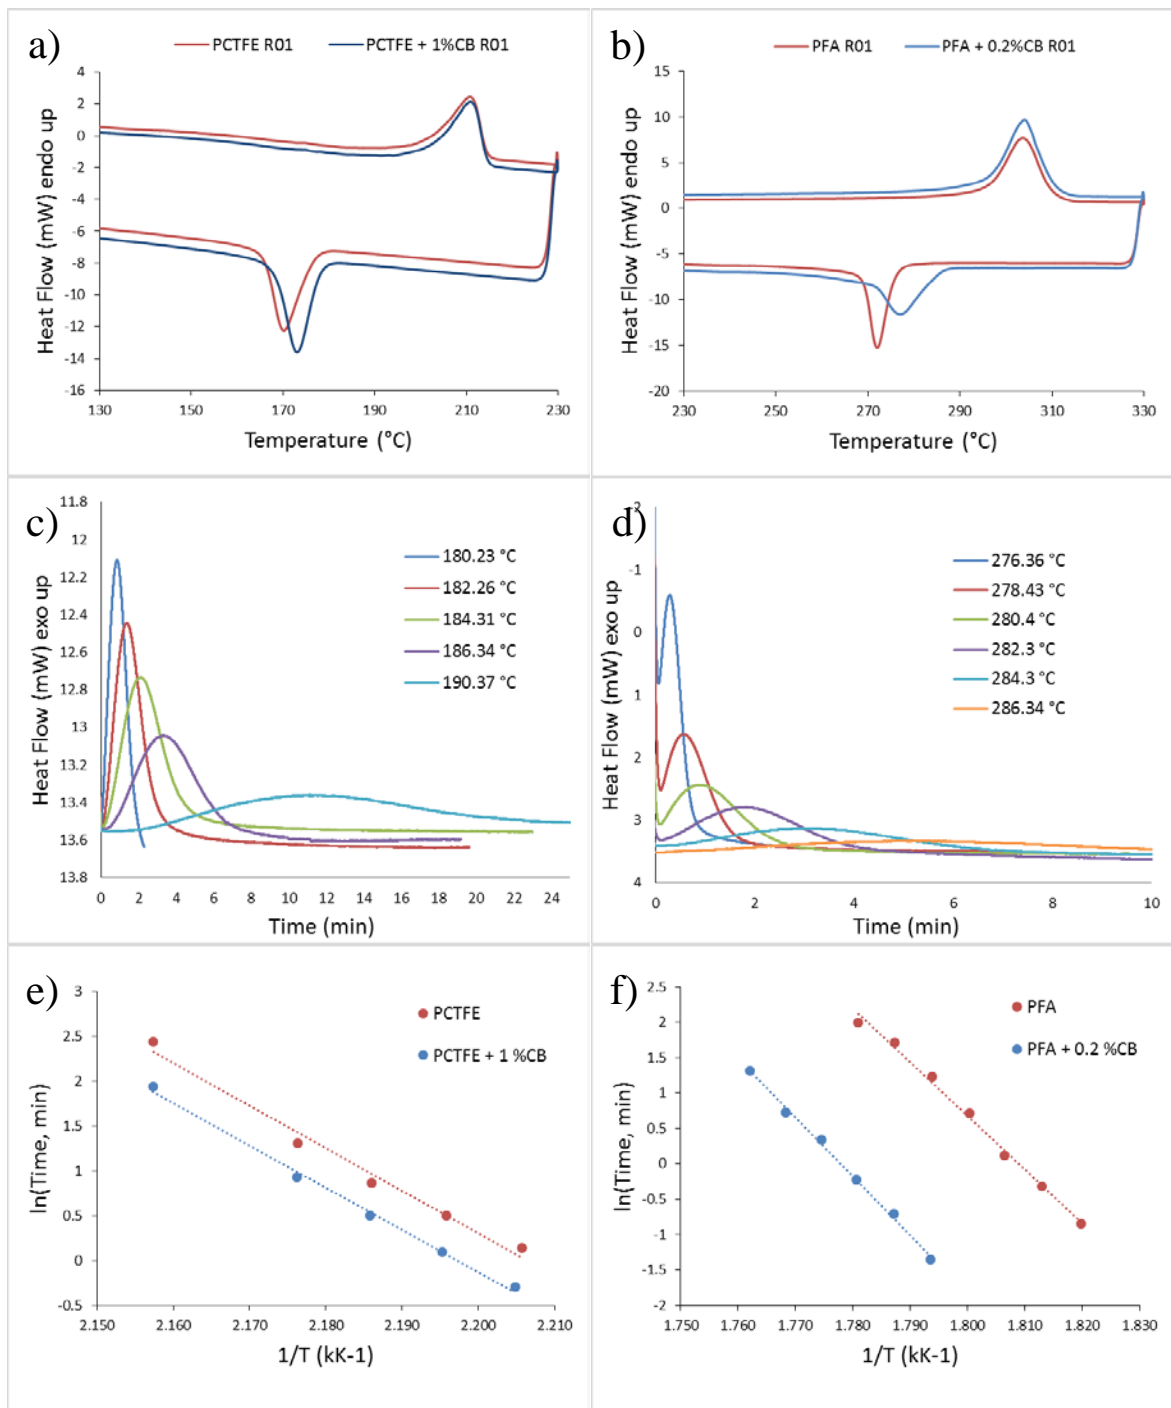 a)
PCTFE R01
PCTFE + 1%CB R01
4
2
0
-2
-4
-6
-8
-10
-12
-14
-16
Heat Flow (mW) endo up
130
170
190
210
230
Temperature (°C)
b)
PFA R01
PFA + 0.2%CB R01
15
10
5
0
-5
-10
-15
-20
Heat Flow (mW) endo up
230
250
270
290
310
330
Temperature (°C)
c)
11.8
12
12.2
12.4
12.6
12.8
13
13.2
13.4
13.6
13.8
Heat Flow (mW) exo up
180.23 °C
182.26 °C
184.31 °C
186.34 °C
190.37 °C
0
2
4
6
8
10
12
14
16
18
20
22
24
Time (min)
d)
-2
-1
0
1
2
3
4
Heat Flow (mW) exo up
276.36 °C
278.43 °C
280.4 °C
282.3 °C
284.3 °C
286.34 °C
0
2
4
6
8
10
Time (min)
e)
3
2.5
2
1.5
1
0.5
0
-0.5
ln(Time, min)
PCTFE
PCTFE + 1 %CB
2.150
2.160
2.170
2.180
2.190
2.200
2.210
1/T (kK-1)
f)
2.5
2
1.5
1
0.5
0
-0.5
-1
-1.5
-2
ln(Time, min)
PFA
PFA + 0.2 %CB
1.750
1.760
1.770
1.780
1.790
1.800
1.810
1.820
1.830
1/T (kK-1)